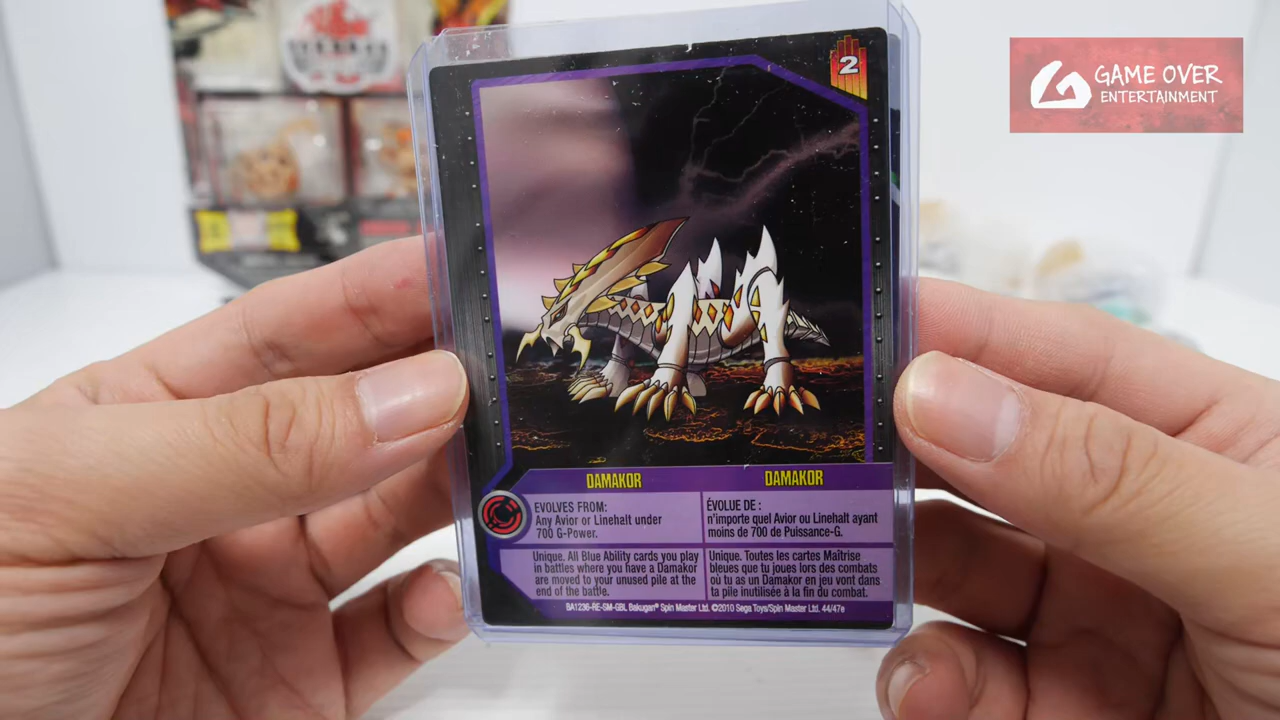 GAME OVER
ENTERTAINMENT
2
DAMAKOR
EVOLVES FROM:
Any Avior or Linehalt under
700 G-Power.
Unique. All Blue Ability cards you play
in battles where you have a Damakor
are moved to your unused pile at the
end of the battle.
DAMAKOR
ÉVOLUE DE :
n'importe quel Avior ou Linehalt ayant
moins de 700 de Puissance-G.
Unique. Toutes les cartes Maîtrise
bleues que tu joues lors des combats
où tu as un Damakor en jeu vont dans
ta pile inutilisée à la fin du combat.
BA1236-RE-SM-GBL Bakugan® Spin Master Ltd. ©2010 Sega Toys/Spin Master Ltd. 44/47e